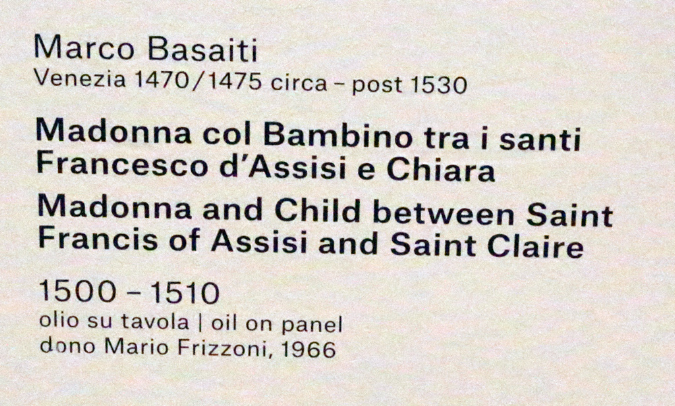 Marco Basaiti
Venezia 1470/1475 circa – post 1530
Madonna col Bambino tra i santi
Francesco d'Assisi e Chiara
Madonna and Child between Saint
Francis of Assisi and Saint Claire
1500 – 1510
olio su tavola | oil on panel
dono Mario Frizzoni, 1966